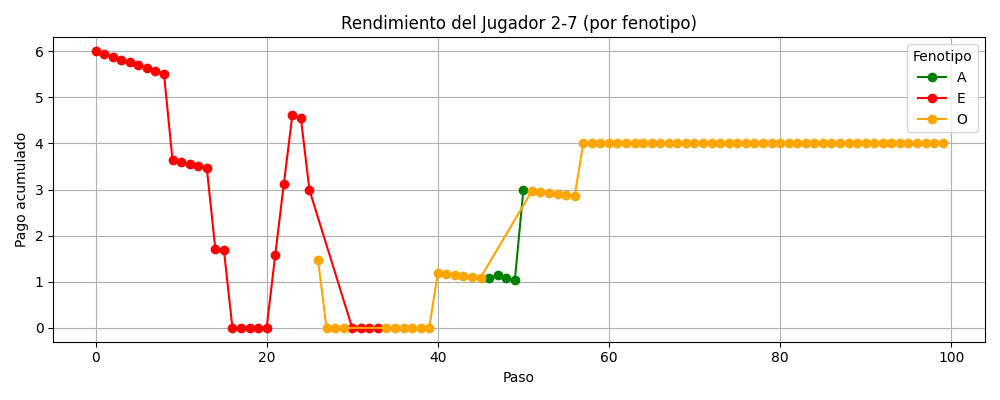 Rendimiento del Jugador 2-7 (por fenotipo)
Pago acumulado
6
5
4
3
2
1
0
Fenotipo
A
E
O
0 20 40 60 80 100
Paso